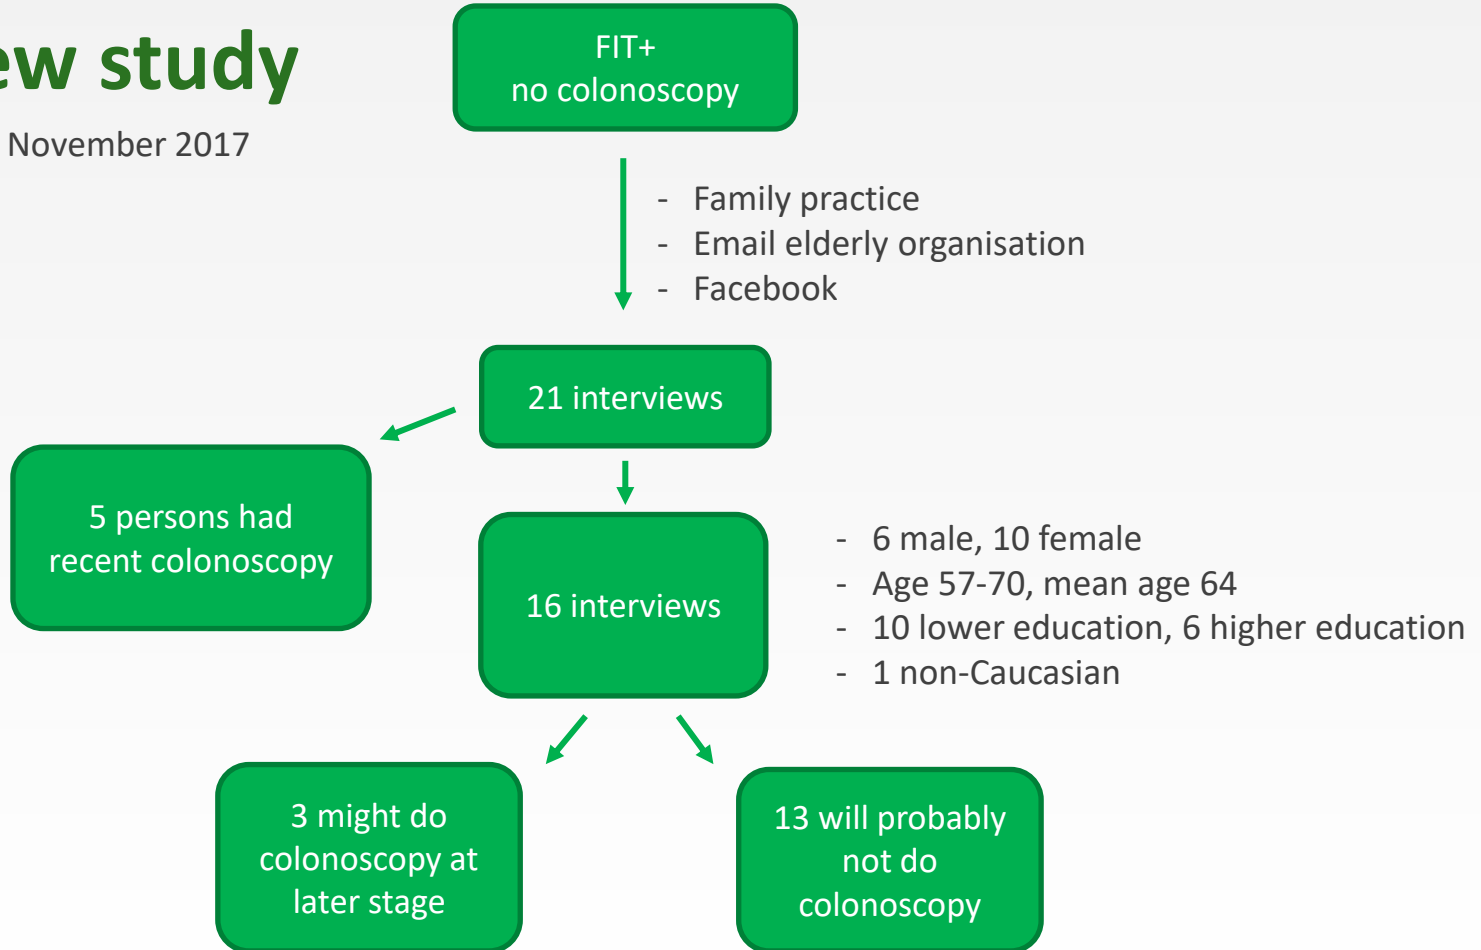 ew study
November 2017
FIT+
no colonoscopy
- Family practice
- Email elderly organisation
- Facebook
21 interviews
5 persons had
recent colonoscopy
16 interviews
- 6 male, 10 female
- Age 57-70, mean age 64
- 10 lower education, 6 higher education
- 1 non-Caucasian
3 might do
colonoscopy at
later stage
13 will probably
not do
colonoscopy